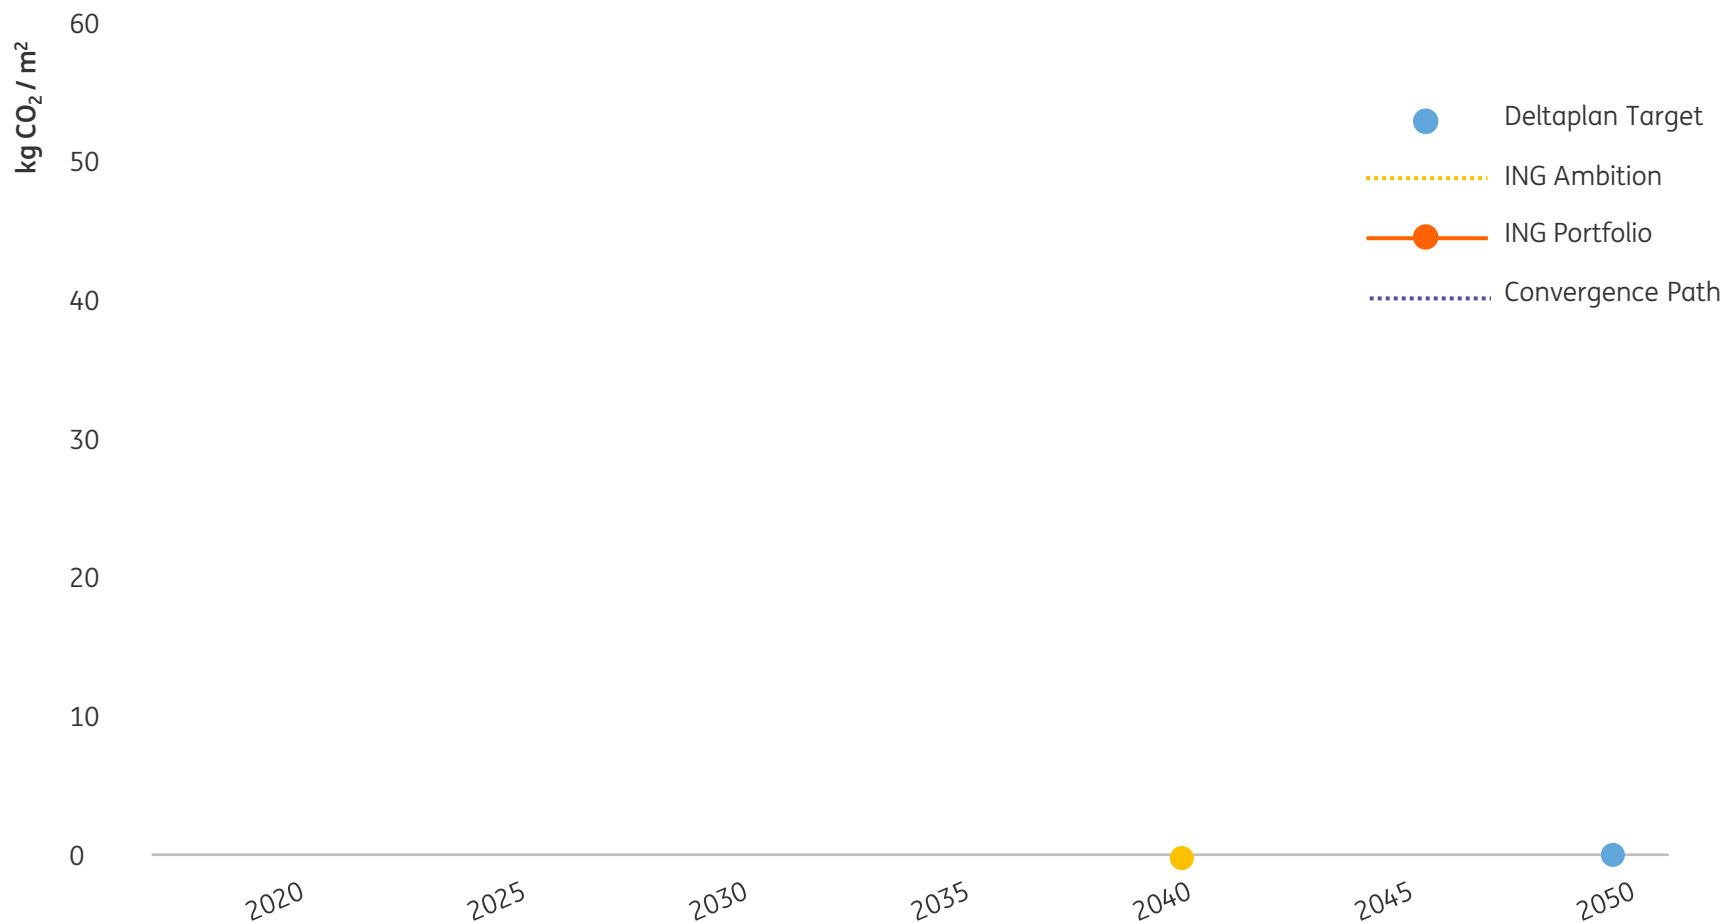 kg CO₂ / m²
60
50
40
30
20
10
0
2020
2025
2030
2035
2040
2045
2050
Deltaplan Target
ING Ambition
ING Portfolio
Convergence Path